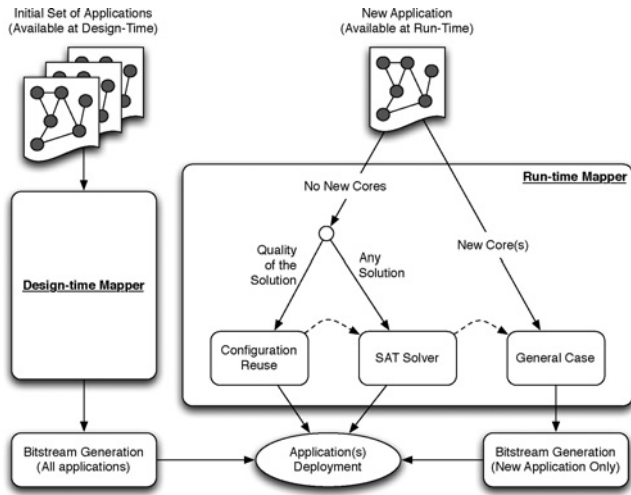 Initial Set of Applications
(Available at Design-Time)
New Application
(Available at Run-Time)
Run-time Mapper
No New Cores
New Core(s)
Quality
of the
Solution
Any
Solution
Design-time Mapper
Configuration
Reuse
SAT Solver
General Case
Bitstream Generation
(All applications)
Application(s)
Deployment
Bitstream Generation
(New Application Only)